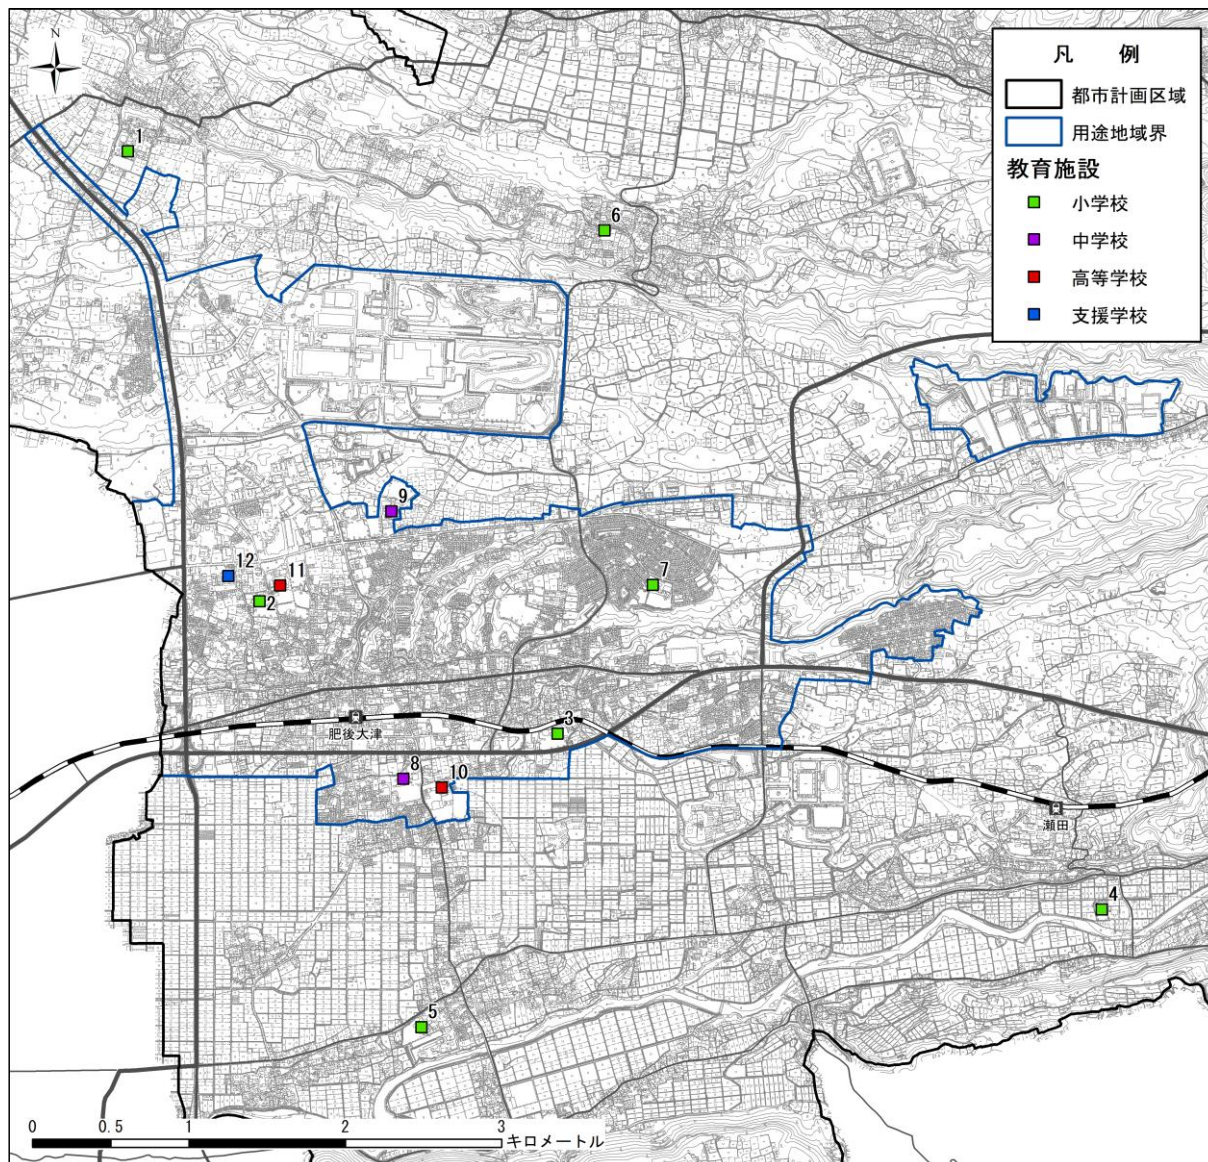 N
凡 例
都市計画区域
用途地域界
教育施設
小学校
中学校
高等学校
支援学校
1
6
9
12
11
2
7
3
肥後大津
8
10
瀬田
4
5
0 0.5 1 2 3 キロメートル